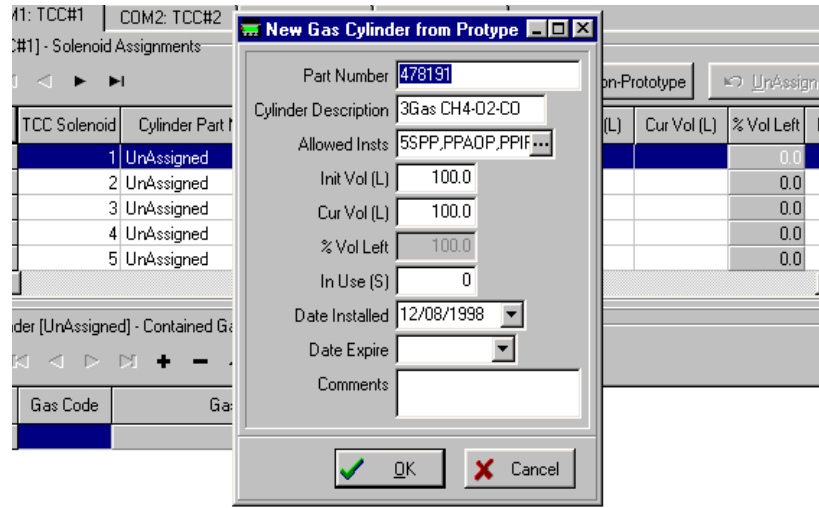 M1: TCC#1 COM2: TCC#2
C#1] - Solenoid Assignments
New Gas Cylinder from Protype
Part Number 478191
Cylinder Description 3Gas CH4-O2-CO
Allowed Insts 5SPP,PPAOP,PPIF ...
Init Vol (L) 100.0
Cur Vol (L) 100.0
% Vol Left 100.0
In Use (S) 0
Date Installed 12/08/1998
Date Expire
Comments
OK Cancel
on-Prototype UnAssign
TCC Solenoid Cylinder Part (L) Cur Vol (L) % Vol Left
1 UnAssigned 0.0
2 UnAssigned 0.0
3 UnAssigned 0.0
4 UnAssigned 0.0
5 UnAssigned 0.0
der [UnAssigned] - Contained Ga
Gas Code Gas